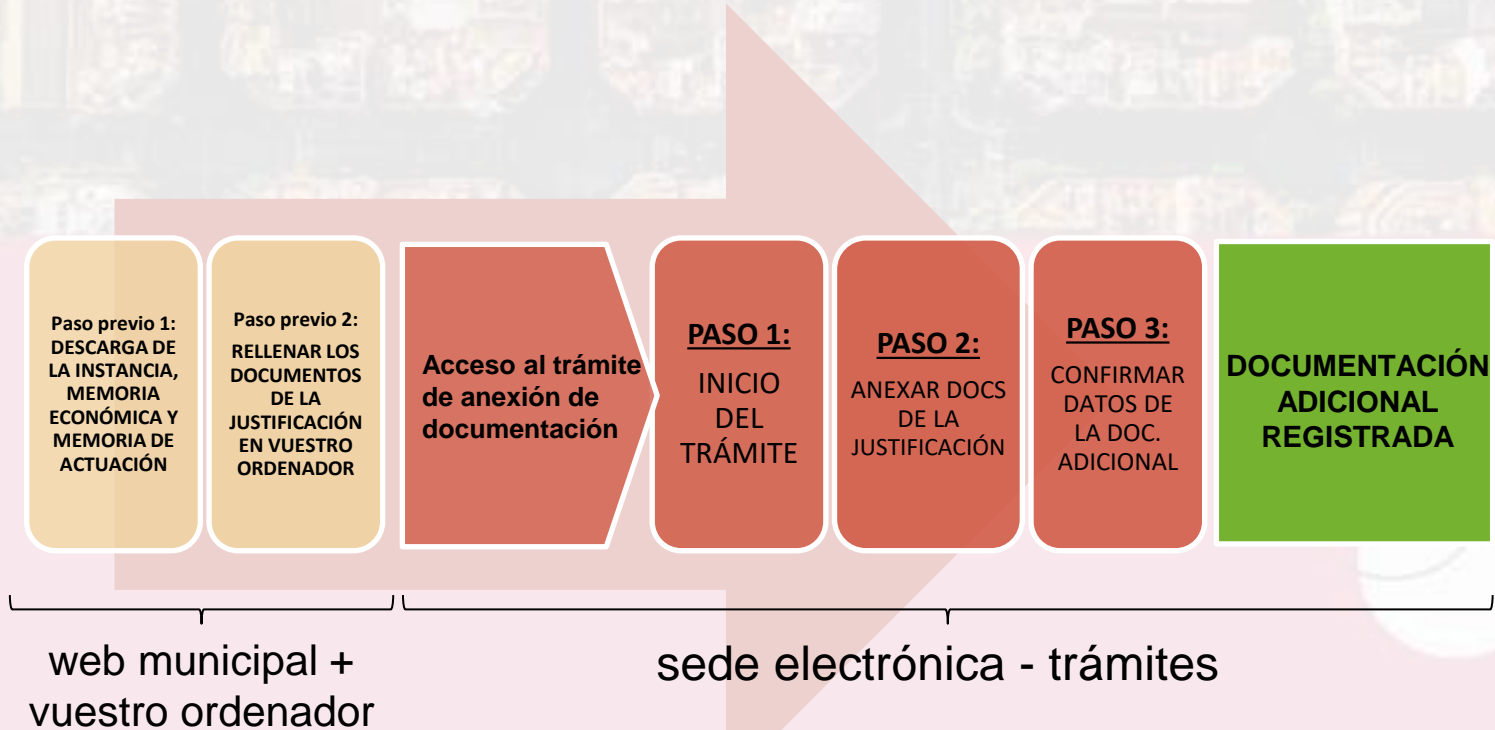 Paso previo 1:
DESCARGA DE
LA INSTANCIA,
MEMORIA
ECONÓMICA Y
MEMORIA DE
ACTUACIÓN
Paso previo 2:
RELLENAR LOS
DOCUMENTOS
DE LA
JUSTIFICACIÓN
EN VUESTRO
ORDENADOR
Acceso al trámite
de anexión de
documentación
PASO 1:
INICIO
DEL
TRÁMITE
PASO 2:
ANEXAR DOCS
DE LA
JUSTIFICACIÓN
PASO 3:
CONFIRMAR
DATOS DE
LA DOC.
ADICIONAL
DOCUMENTACIÓN
ADICIONAL
REGISTRADA
web municipal +
vuestro ordenador
sede electrónica - trámites